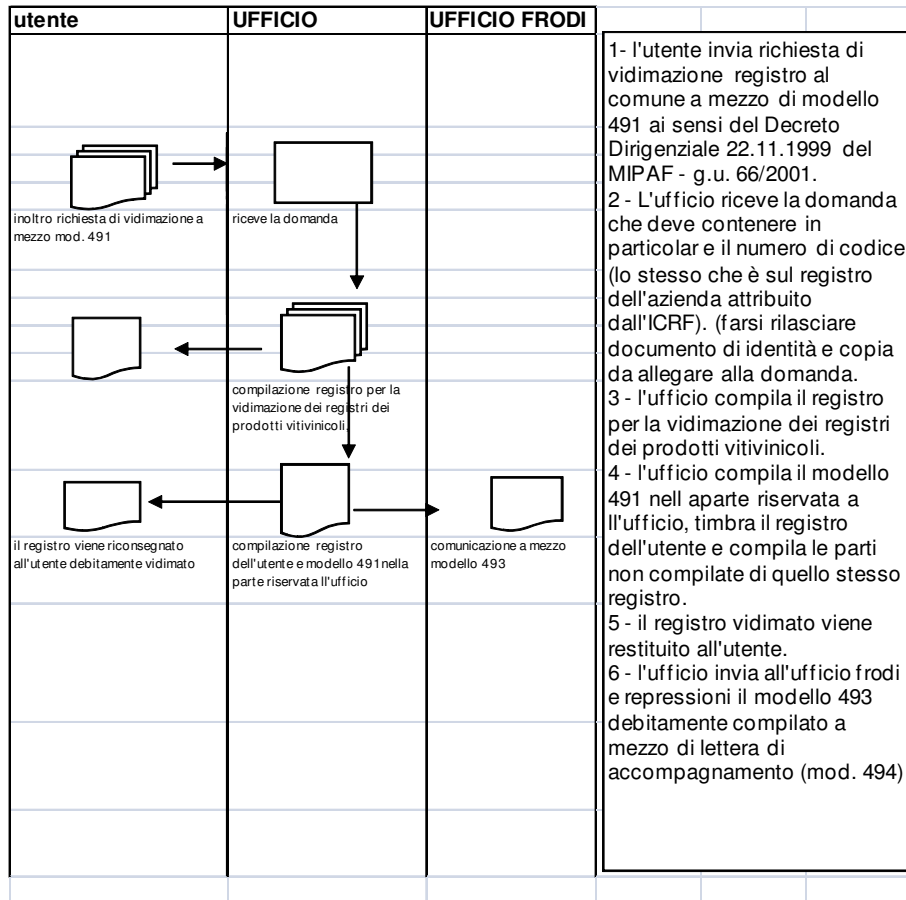 utente
UFFICIO
UFFICIO FRODI
inoltro richiesta di vidimazione a
mezzo mod. 491
riceve la domanda
compilazione registro per la
vidimazione dei registri dei
prodotti vitivinicoli,
il registro viene riconsegnato
all'utente debitamente vidimato
compilazione registro
dell'utente e modello 491nella
parte riservata ll'ufficio
comunicazione a mezzo
modello 493
1- l'utente invia richiesta di
vidimazione registro al
comune a mezzo di modello
491 ai sensi del Decreto
Dirigenziale 22.11.1999 del
MIPAF - g.u. 66/2001.
2 - L'ufficio riceve la domanda
che deve contenere in
particolar e il numero di codice
(lo stesso che è sul registro
dell'azienda attribuito
dall'ICRF). (farsi rilasciare
documento di identità e copia
da allegare alla domanda.
3 - l'ufficio compila il registro
per la vidimazione dei registri
dei prodotti vitivinicoli.
4 - l'ufficio compila il modello
491 nell aparte riservata a
ll'ufficio, timbra il registro
dell'utente e compila le parti
non compilate di quello stesso
registro.
5 - il registro vidimato viene
restituito all'utente.
6 - l'ufficio invia all'ufficio frodi
e repressioni il modello 493
debitamente compilato a
mezzo di lettera di
accompagnamento (mod. 494)